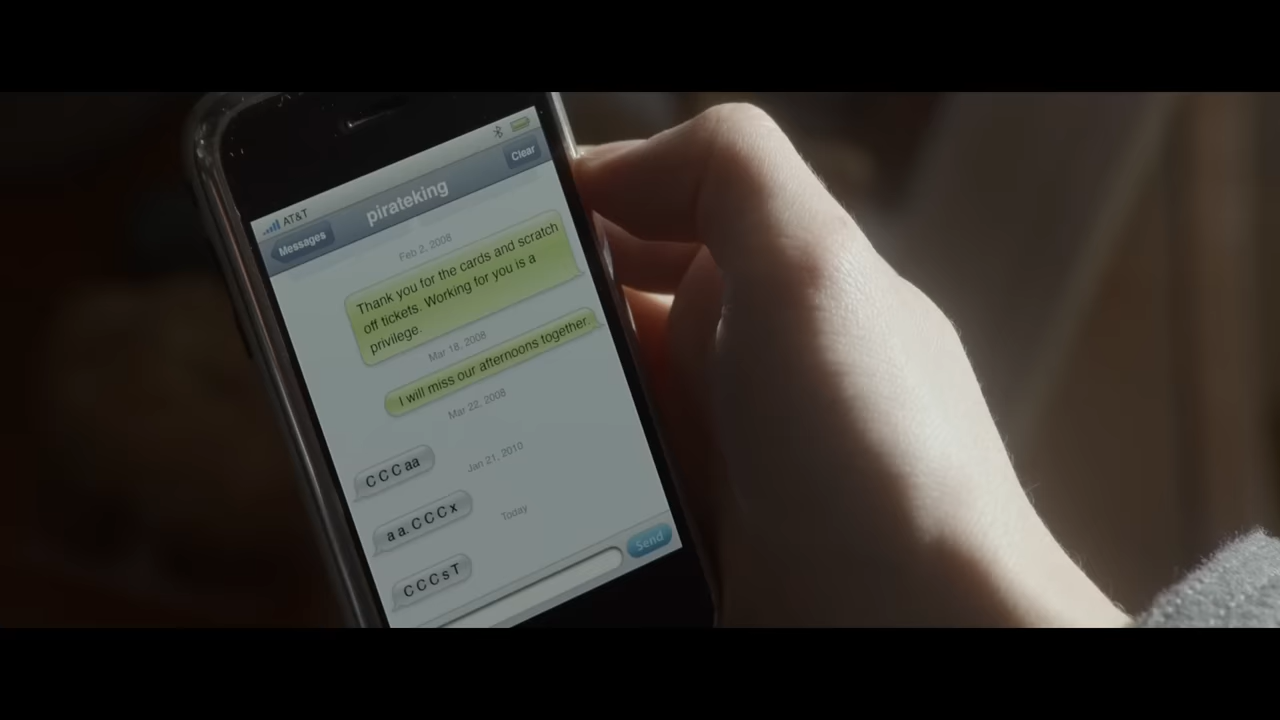 AT&T
Messages
pirateking
Clear
Feb 2, 2008
Thank you for the cards and scratch
off tickets. Working for you is a
privilege.
Mar 18, 2008
I will miss our afternoons together.
Mar 22, 2008
C C C aa
Jan 21, 2010
a a. C C C x
Today
C C C s T
Send